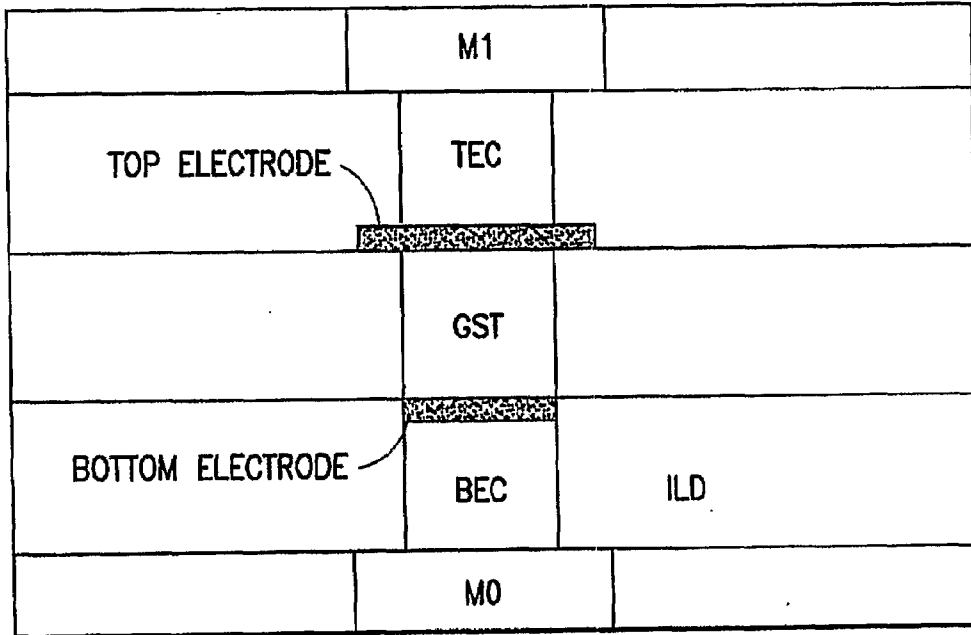 M1
TOP ELECTRODE
TEC
GST
BOTTOM ELECTRODE
BEC
ILD
M0